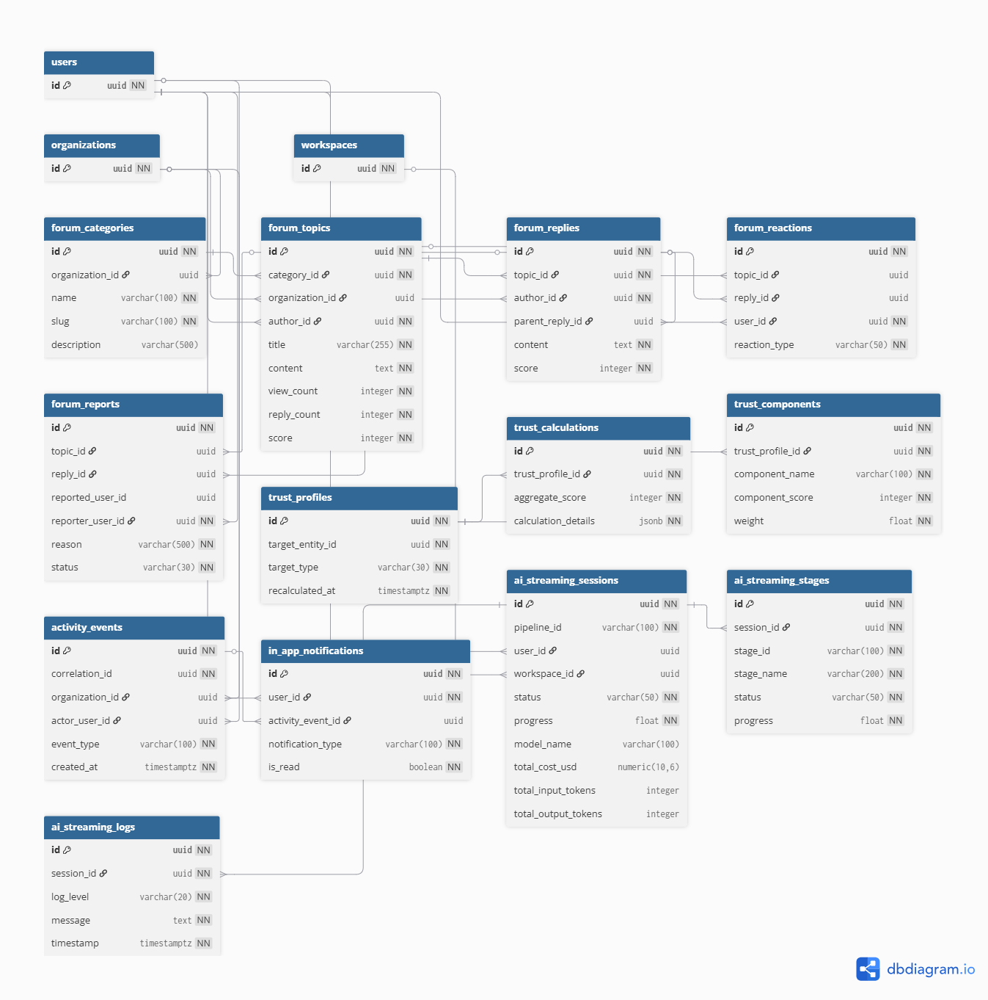 users
id uuid NN
organizations
id uuid NN
workspaces
id uuid NN
forum_categories
id uuid NN
organization_id uuid
name varchar(100) NN
slug varchar(100) NN
description varchar(500)
forum_topics
id uuid NN
category_id uuid NN
organization_id uuid
author_id uuid NN
title varchar(255) NN
content text NN
view_count integer NN
reply_count integer NN
score integer NN
forum_replies
id uuid NN
topic_id uuid NN
author_id uuid NN
parent_reply_id uuid
content text NN
score integer NN
forum_reactions
id uuid NN
topic_id uuid
reply_id uuid
user_id uuid NN
reaction_type varchar(50) NN
forum_reports
id uuid NN
topic_id uuid
reply_id uuid
reported_user_id uuid
reporter_user_id uuid NN
reason varchar(500) NN
status varchar(30) NN
trust_profiles
id uuid NN
target_entity_id uuid NN
target_type varchar(30) NN
recalculated_at timestamptz NN
trust_calculations
id uuid NN
trust_profile_id uuid NN
aggregate_score integer NN
calculation_details jsonb NN
trust_components
id uuid NN
trust_profile_id uuid NN
component_name varchar(100) NN
component_score integer NN
weight float NN
activity_events
id uuid NN
correlation_id uuid NN
organization_id uuid
actor_user_id uuid
event_type varchar(100) NN
created_at timestamptz NN
in_app_notifications
id uuid NN
user_id uuid NN
activity_event_id uuid
notification_type varchar(100) NN
is_read boolean NN
ai_streaming_sessions
id uuid NN
pipeline_id varchar(100) NN
user_id uuid
workspace_id uuid
status varchar(50) NN
progress float NN
model_name varchar(100)
total_cost_usd numeric(10,6)
total_input_tokens integer
total_output_tokens integer
ai_streaming_stages
id uuid NN
session_id uuid NN
stage_id varchar(100) NN
stage_name varchar(200) NN
status varchar(50) NN
progress float NN
ai_streaming_logs
id uuid NN
session_id uuid NN
log_level varchar(20) NN
message text NN
timestamp timestamptz NN
dbdiagram.io